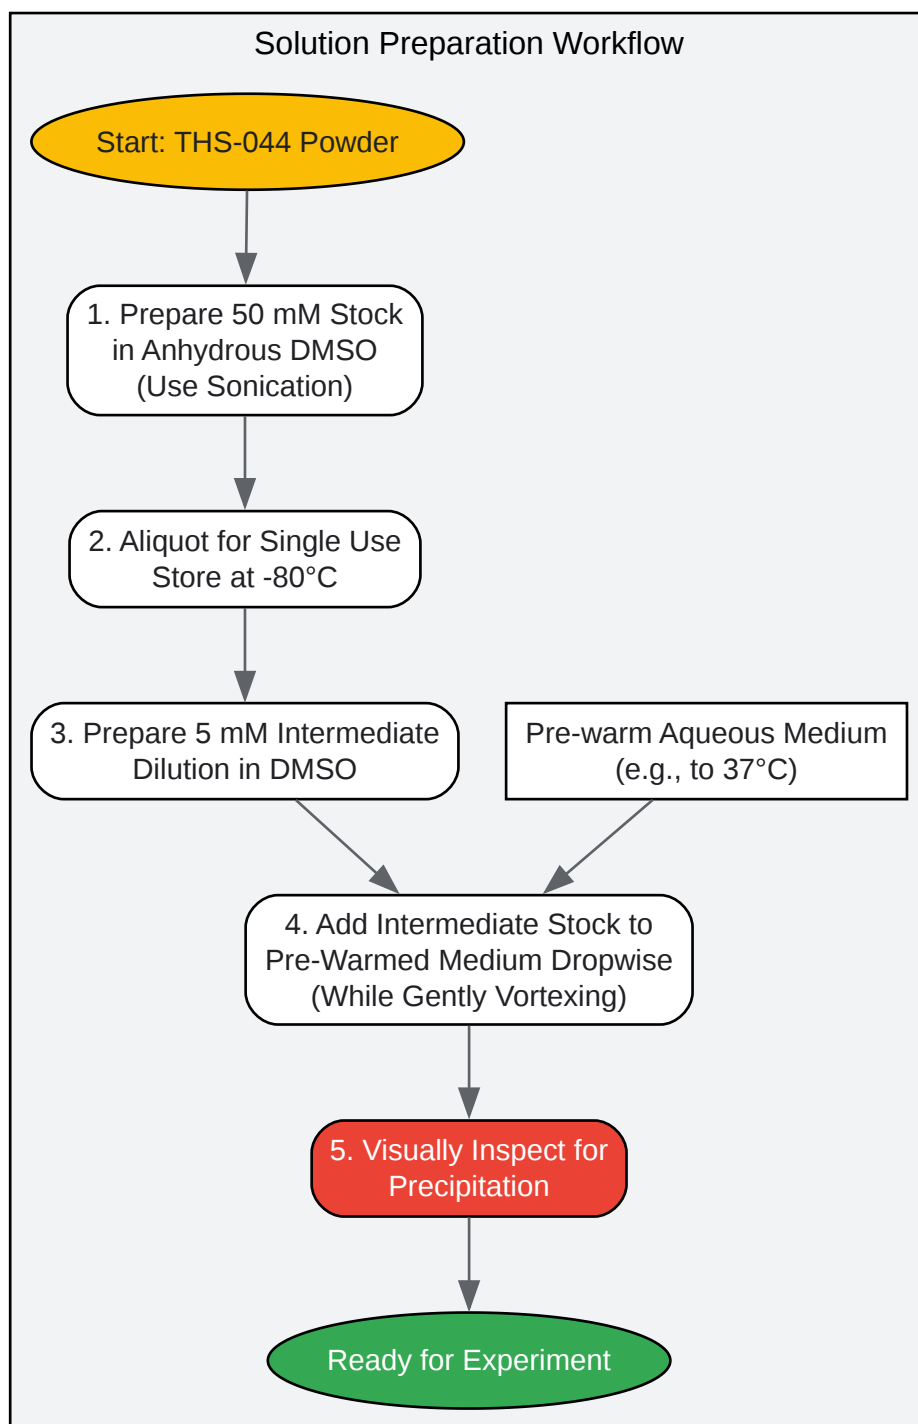 Solution Preparation Workflow
Start: THS-044 Powder
1. Prepare 50 mM Stock
in Anhydrous DMSO
(Use Sonication)
2. Aliquot for Single Use
Store at -80°C
3. Prepare 5 mM Intermediate
Dilution in DMSO
Pre-warm Aqueous Medium
(e.g., to 37°C)
4. Add Intermediate Stock to
Pre-Warmed Medium Dropwise
(While Gently Vortexing)
5. Visually Inspect for
Precipitation
Ready for Experiment